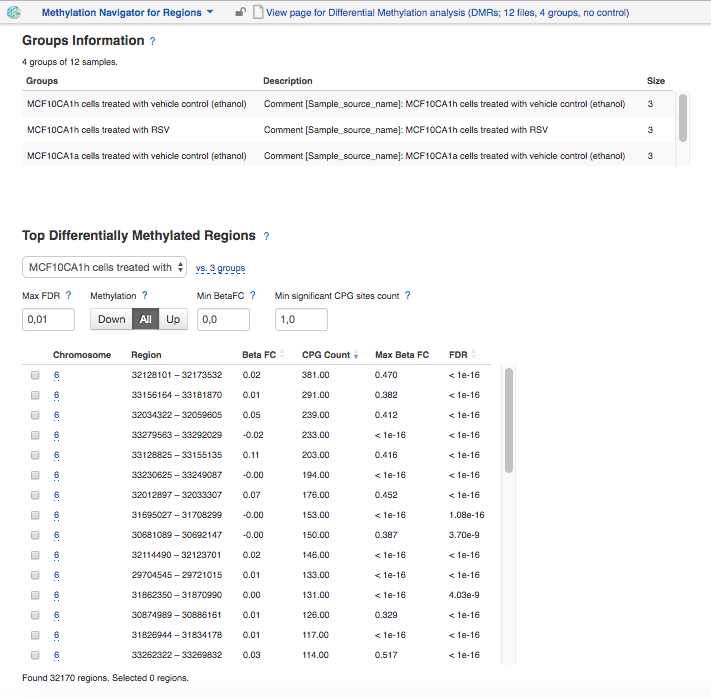 Methylation Navigator for Regions View page for Differential Methylation analysis (DMRs; 12 files, 4 groups, no control)
Groups Information ?
4 groups of 12 samples.
Groups Description Size
MCF10CA1h cells treated with vehicle control (ethanol) Comment [Sample_source_name]: MCF10CA1h cells treated with vehicle control (ethanol) 3
MCF10CA1h cells treated with RSV Comment [Sample_source_name]: MCF10CA1h cells treated with RSV 3
MCF10CA1a cells treated with vehicle control (ethanol) Comment [Sample_source_name]: MCF10CA1a cells treated with vehicle control (ethanol) 3
Top Differentially Methylated Regions ?
MCF10CA1h cells treated with vs. 3 groups
Max FDR ? Methylation ? Min BetaFC ? Min significant CPG sites count ?
0,01 Down All Up 0,0 1,0
Chromosome Region Beta FC CPG Count Max Beta FC FDR
6 32128101 – 32173532 0.02 381.00 0.470 < 1e-16
6 33156164 – 33181870 0.01 291.00 0.382 < 1e-16
6 32034322 – 32059605 0.05 239.00 0.412 < 1e-16
6 33279563 – 33292029 -0.02 233.00 < 1e-16 < 1e-16
6 33128825 – 33155135 0.11 203.00 0.416 < 1e-16
6 33230625 – 33249087 -0.00 194.00 < 1e-16 < 1e-16
6 32012897 – 32033307 0.07 176.00 0.452 < 1e-16
6 31695027 – 31708299 -0.00 153.00 < 1e-16 1.08e-16
6 30681089 – 30692147 -0.00 150.00 0.387 3.70e-9
6 32114490 – 32123701 0.02 146.00 < 1e-16 < 1e-16
6 29704545 – 29721015 0.01 133.00 < 1e-16 < 1e-16
6 31862350 – 31870990 0.00 131.00 < 1e-16 4.03e-9
6 30874989 – 30886161 0.01 126.00 0.329 < 1e-16
6 31826944 – 31834178 0.01 117.00 < 1e-16 < 1e-16
6 33262322 – 33269832 0.03 114.00 0.517 < 1e-16
Found 32170 regions. Selected 0 regions.